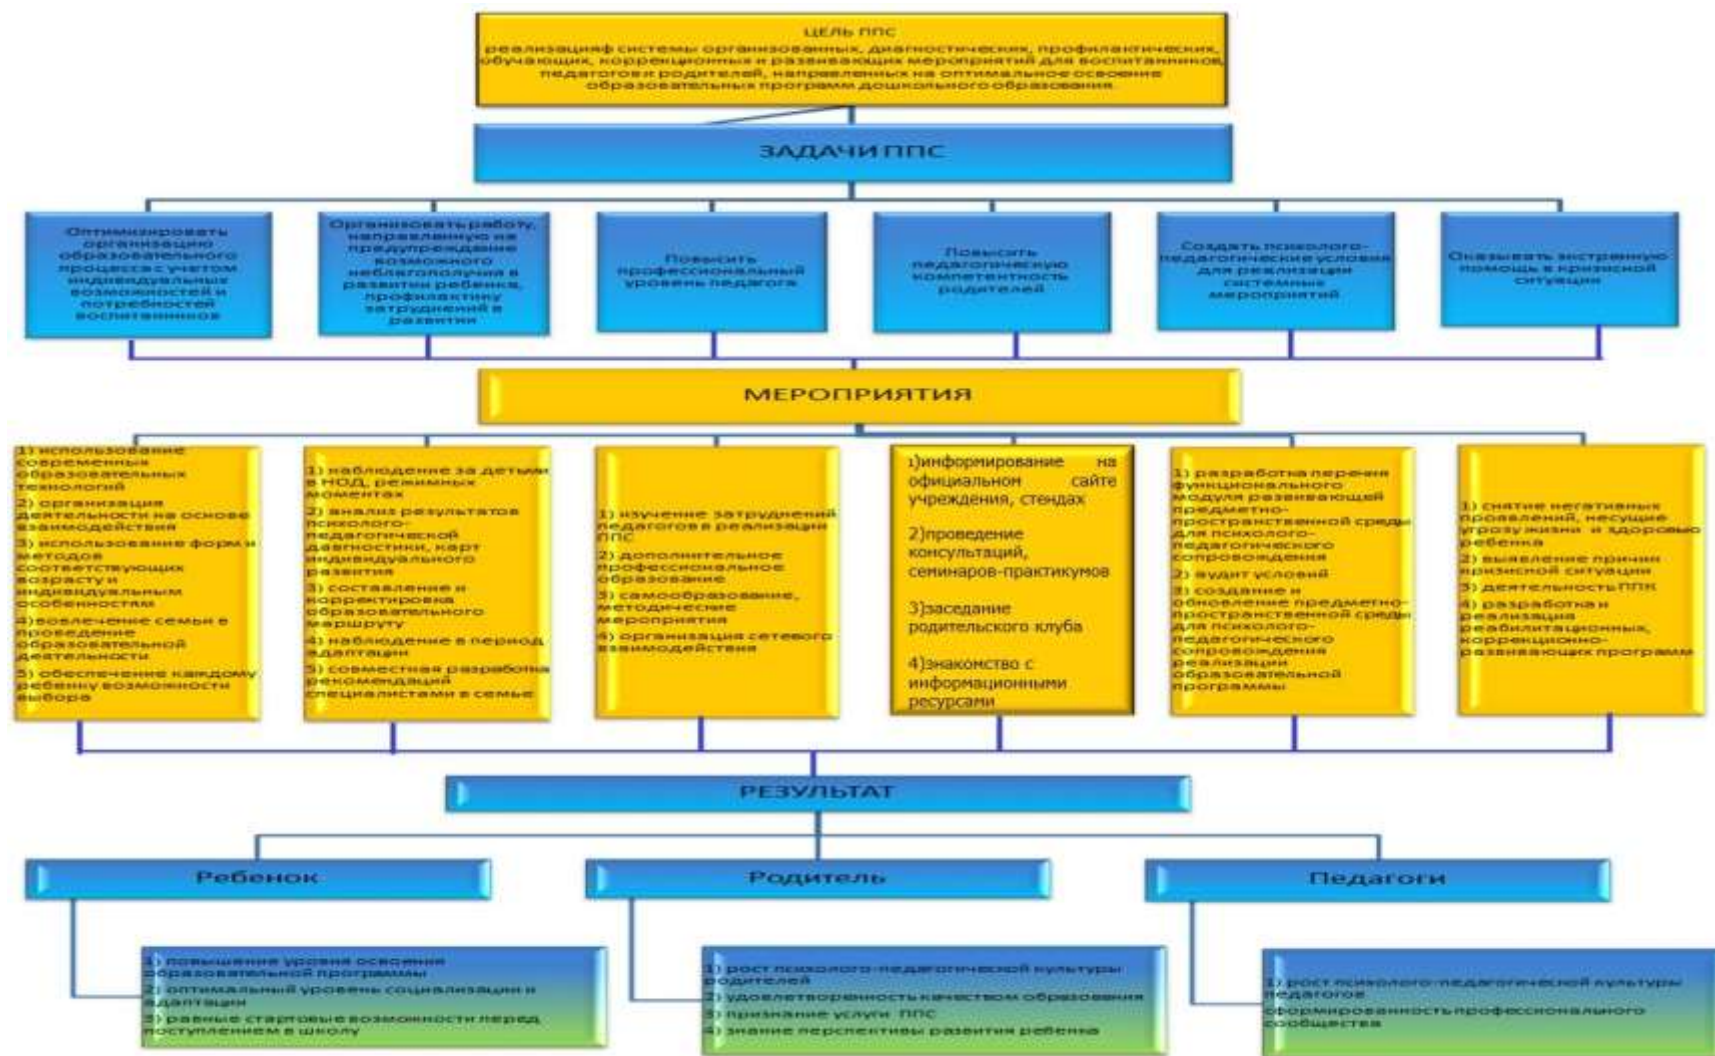 ЦЕЛЬ ППС
реализацияф системы организованных, диагностических, профилактических,
обучающих, коррекционных и развивающих мероприятий для воспитанников,
педагогов и родителей, направленных на оптимальное освоение
образовательных программ дошкольного образования.
ЗАДАЧИ ППС
Оптимизировать
организацию
образовательного
процесса с учетом
индивидуальных
возможностей и
потребностей
воспитанников
Организовать работу,
направленную на
предупреждение
возможного
неблагополучия в
развитии ребенка,
профилактику
затруднений в
развитии
Повысить
профессиональный
уровень педагога
Повысить
педагогическую
компетентность
родителей
Создать психолого-
педагогические условия
для реализации
системных
мероприятий
Оказывать экстренную
помощь в кризисной
ситуации
МЕРОПРИЯТИЯ
1) использование
современных
образовательных
технологий
2) организация
деятельности на основе
взаимодействия
3) использование форм и
методов
соответствующих
возрасту и
индивидуальным
особенностям
4)вовлечение семьи в
проведение
образовательной
деятельности
5) обеспечение каждому
ребенку возможности
выбора
1) наблюдение за детьми
в НОД, режимных
моментах
2) анализ результатов
психолого-
педагогической
диагностики, карт
индивидуального
развития
3) составление и
корректировка
образовательного
маршруту
4) наблюдение в период
адаптации
5) совместная разработка
рекомендаций
специалистами в семье
1) изучение затруднений
педагогов в реализации
ППС
2) дополнительное
профессиональное
образование
3) самообразование,
методические
мероприятия
4) организация сетевого
взаимодействия
1)информирование на
официальном сайте
учреждения, стендах
2)проведение
консультаций,
семинаров-практикумов
3)заседание
родительского клуба
4)знакомство с
информационными
ресурсами
1) разработка перечня
функционального
модуля развивающей
предметно-
пространственной среды
для психолого-
педагогического
сопровождения
2) аудит условий
3) создание и
обновление предметно-
пространственной среды
для психолого-
педагогического
сопровождения
реализации
образовательной
программы
1) снятие негативных
проявлений, несущие
угрозу жизни и здоровью
ребенка
2) выявление причин
кризисной ситуации
3) деятельность ППК
4) разработка и
реализация
реабилитационных,
коррекционно-
развивающих программ
РЕЗУЛЬТАТ
Ребенок
Родитель
Педагоги
1) повышение уровня освоения
образовательной программы
2) оптимальный уровень социализации и
адаптации
3) равные стартовые возможности перед
поступлением в школу
1) рост психолого-педагогической культуры
родителей
2) удовлетворенность качеством образования
3) признание услуги ППС
4) знание перспективы развития ребенка
1) рост психолого-педагогической культуры
педагогов
сформированность профессионального
сообщества